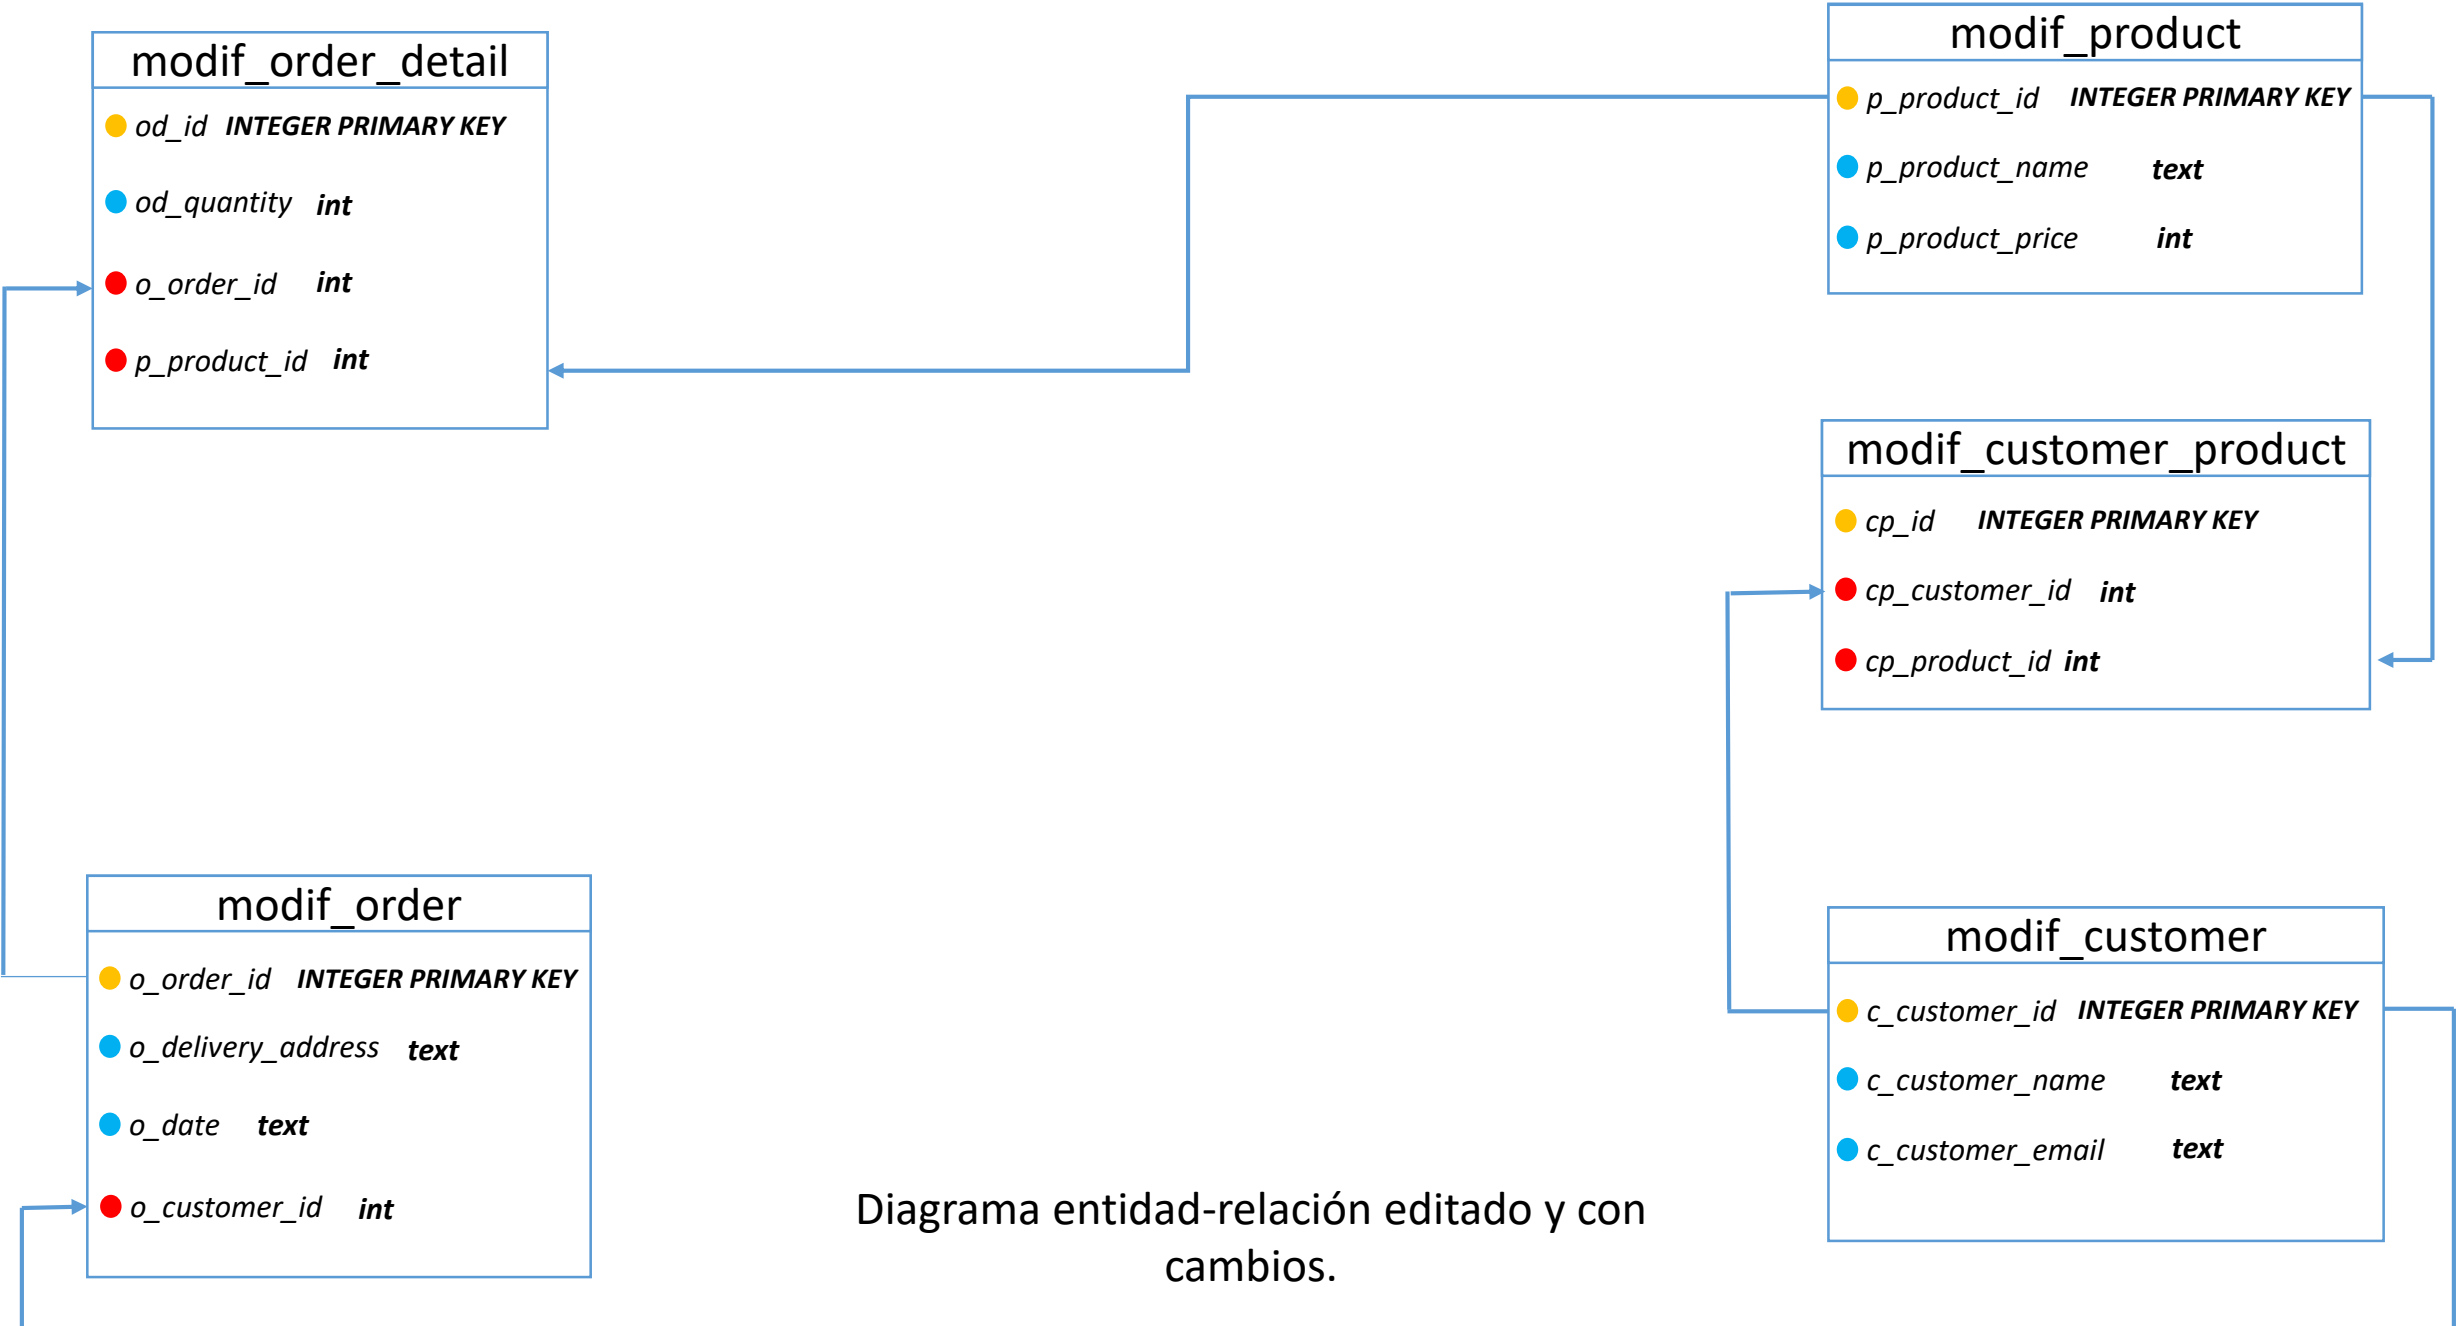 modif_order_detail
od_id INTEGER PRIMARY KEY
od_quantity int
o_order_id int
p_product_id int
modif_product
p_product_id INTEGER PRIMARY KEY
p_product_name text
p_product_price int
modif_customer_product
cp_id INTEGER PRIMARY KEY
cp_customer_id int
cp_product_id int
modif_order
o_order_id INTEGER PRIMARY KEY
o_delivery_address text
o_date text
o_customer_id int
modif_customer
c_customer_id INTEGER PRIMARY KEY
c_customer_name text
c_customer_email text
Diagrama entidad-relación editado y con
cambios.